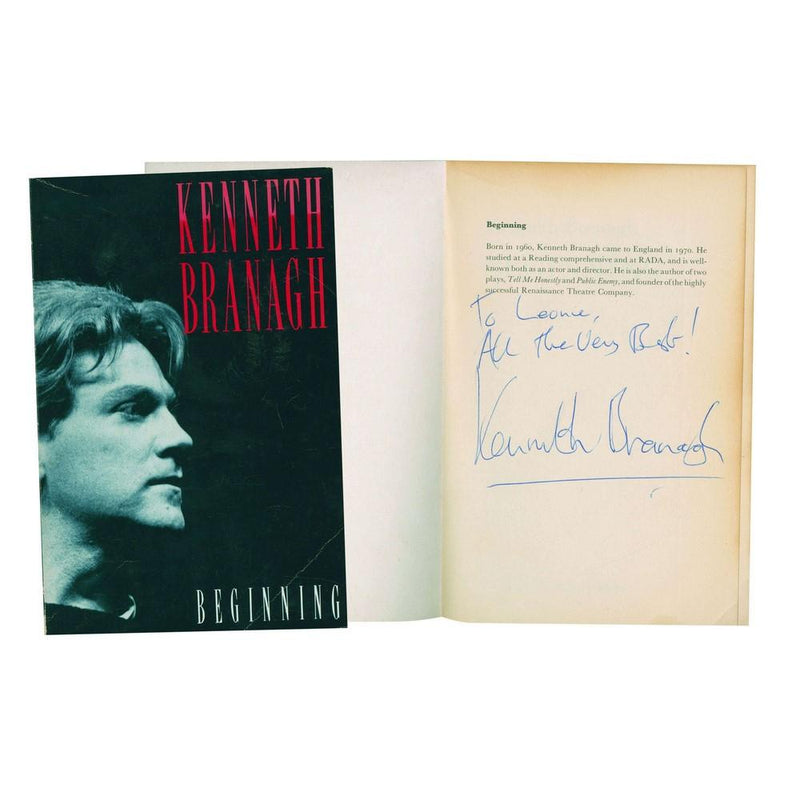 KENNETH
BRANAGH
BEGINNING
Beginning
Born in 1960, Kenneth Branagh came to England in 1970. He
studied at a Reading comprehensive and at RADA, and is well-
known both as an actor and director. He is also the author of two
plays, Tell Me Honestly and Public Enemy, and founder of the highly
successful Renaissance Theatre Company.
To Leonie,
All The Very Best!
Kenneth Branagh